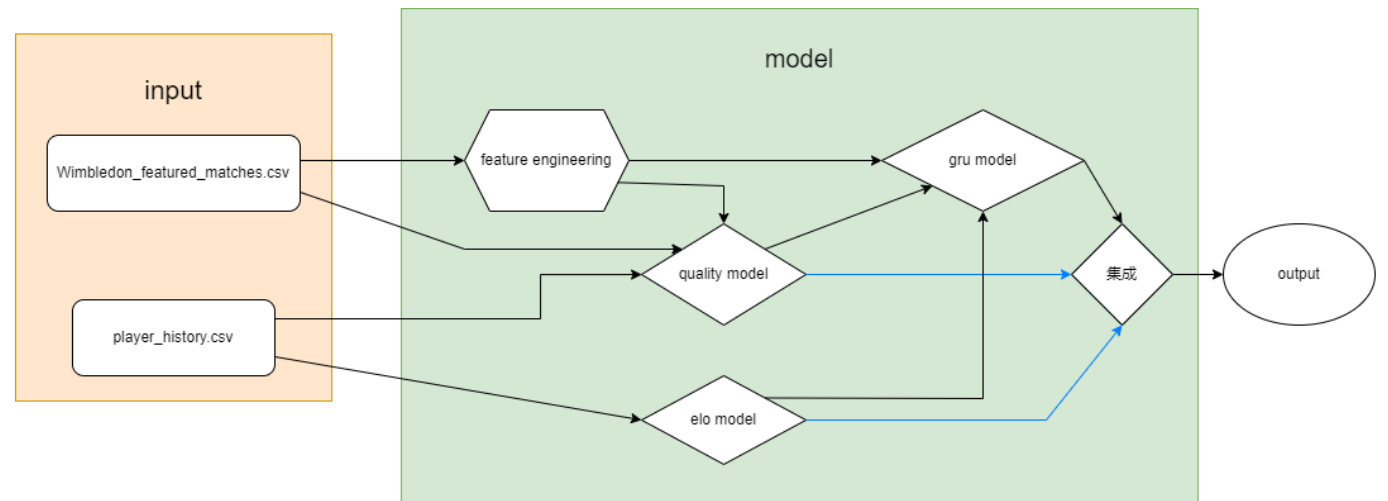 input
model
Wimbledon_featured_matches.csv
feature engineering
gru model
quality model
集成
output
player_history.csv
elo model